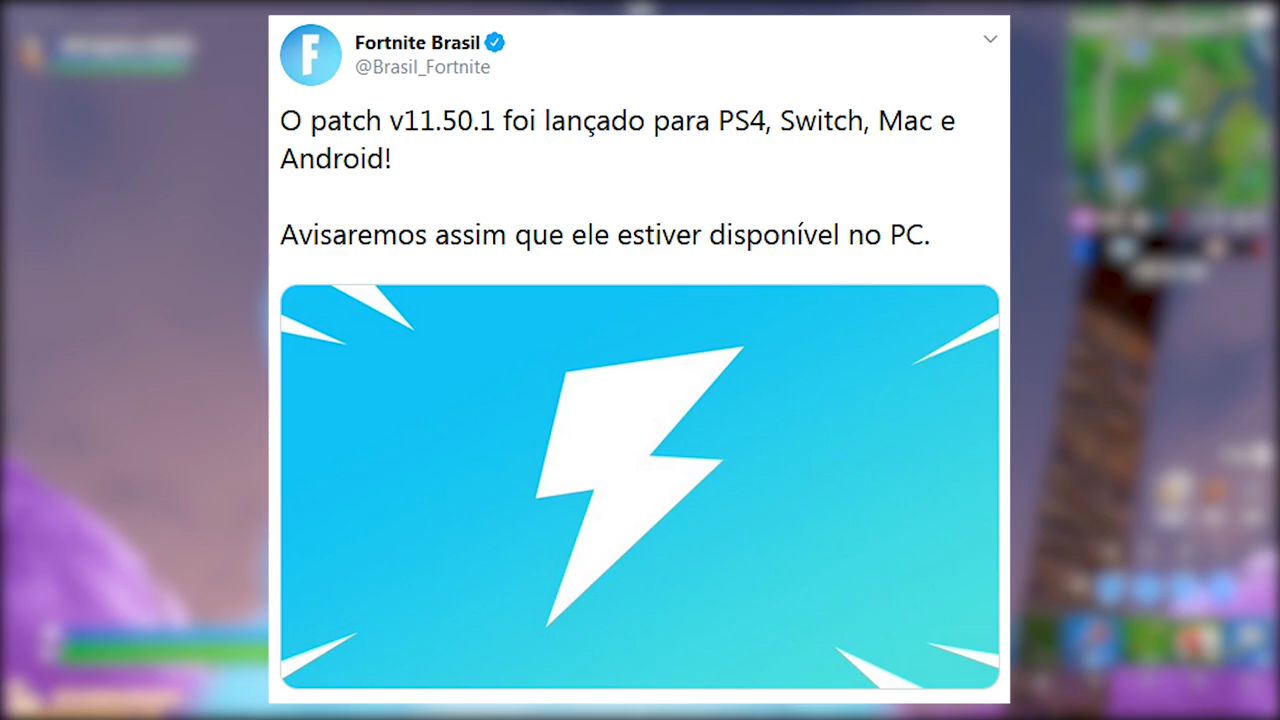 Fortnite Brasil
@Brasil_Fortnite
O patch v11.50.1 foi lançado para PS4, Switch, Mac e
Android!
Avisaremos assim que ele estiver disponível no PC.